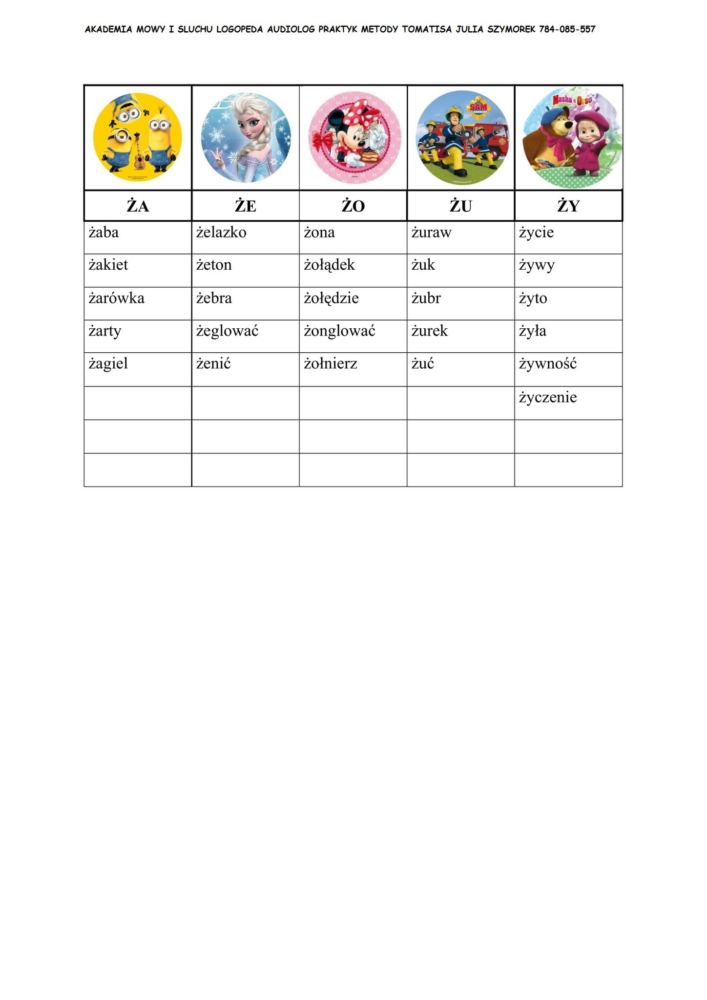 AKADEMIA MOWY I SLUCHU LOGOPEDA AUDIOLOG PRAKTYK METODY TOMATISA JULIA SZYMOREK 784-085-557
SAM
Masha e Orso
ŻA ŻE ŻO ŻU ŻY
żaba żelazko żona żuraw życie
żakiet żeton żołądek żuk żywy
żarówka żebra żołędzie żubr żyto
żarty żeglować żonglować żurek żyła
żagiel żenić żołnierz żuć żywność
życzenie